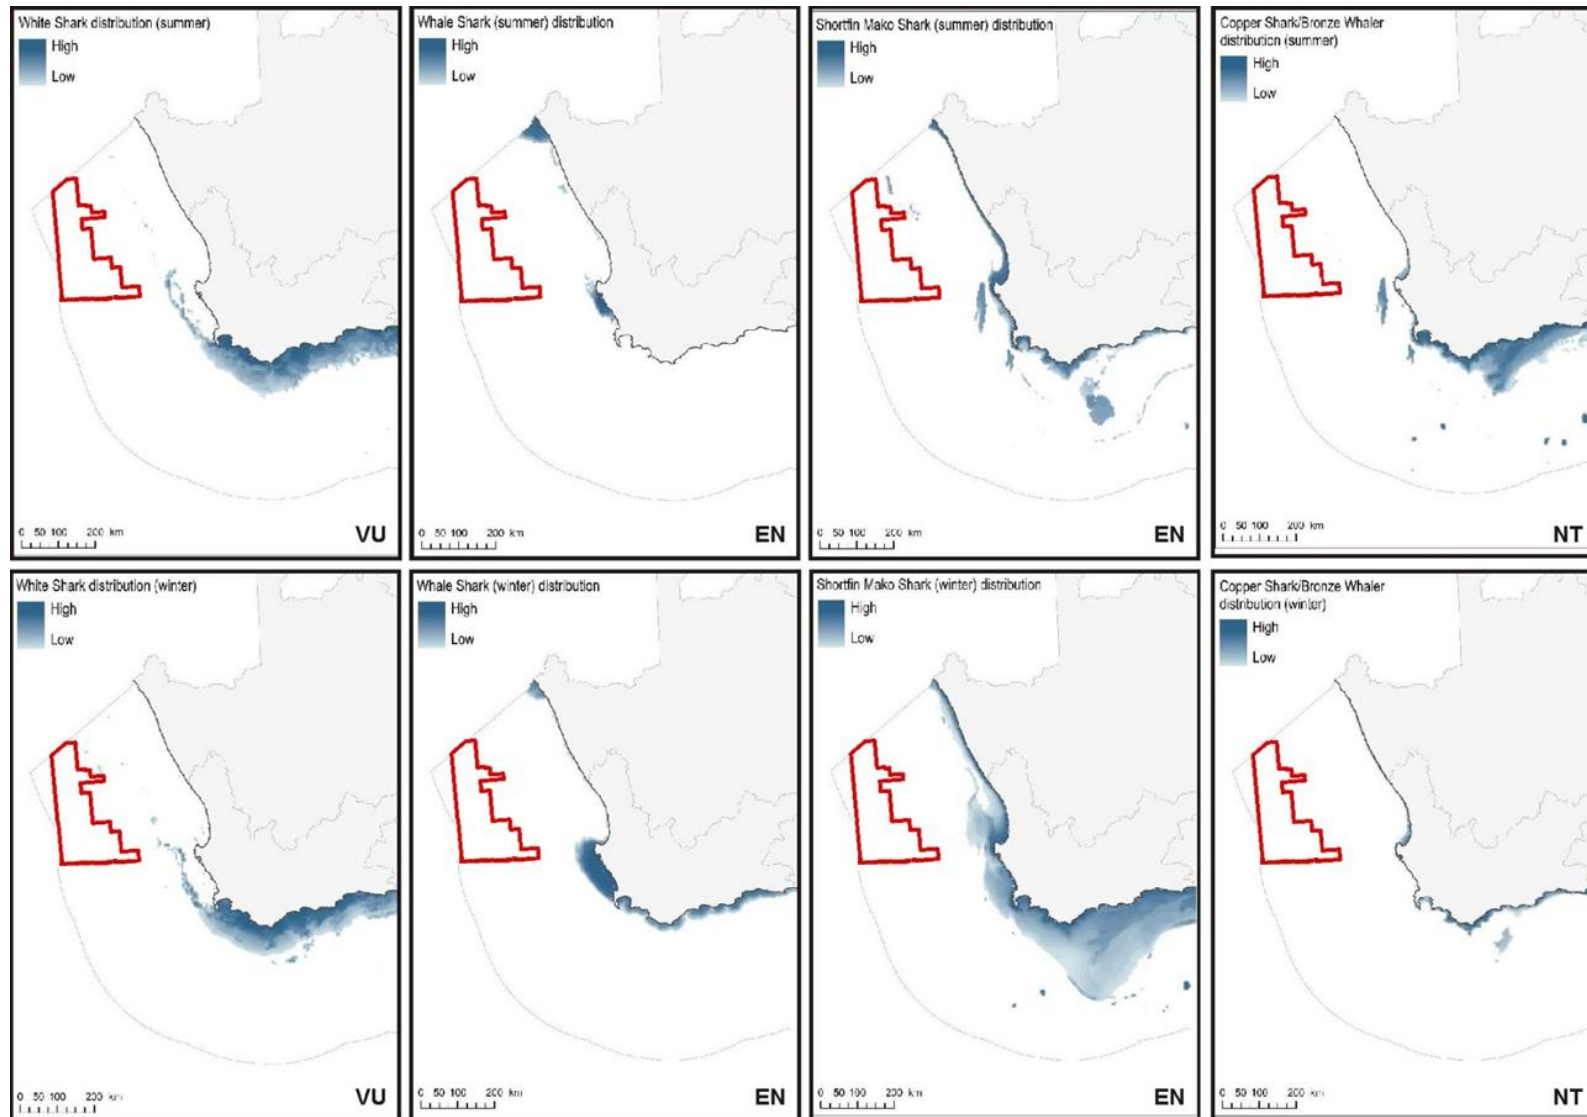 White Shark distribution (summer)
High
Low
0 50 100 200 km
VU
Whale Shark (summer) distribution
High
Low
0 50 100 200 km
EN
Shortfin Mako Shark (summer) distribution
High
Low
0 50 100 200 km
EN
Copper Shark/Bronze Whaler
distribution (summer)
High
Low
0 50 100 200 km
NT
White Shark distribution (winter)
High
Low
0 50 100 200 km
VU
Whale Shark (winter) distribution
High
Low
0 50 100 200 km
EN
Shortfin Mako Shark (winter) distribution
High
Low
0 50 100 200 km
EN
Copper Shark/Bronze Whaler
distribution (winter)
High
Low
0 50 100 200 km
NT